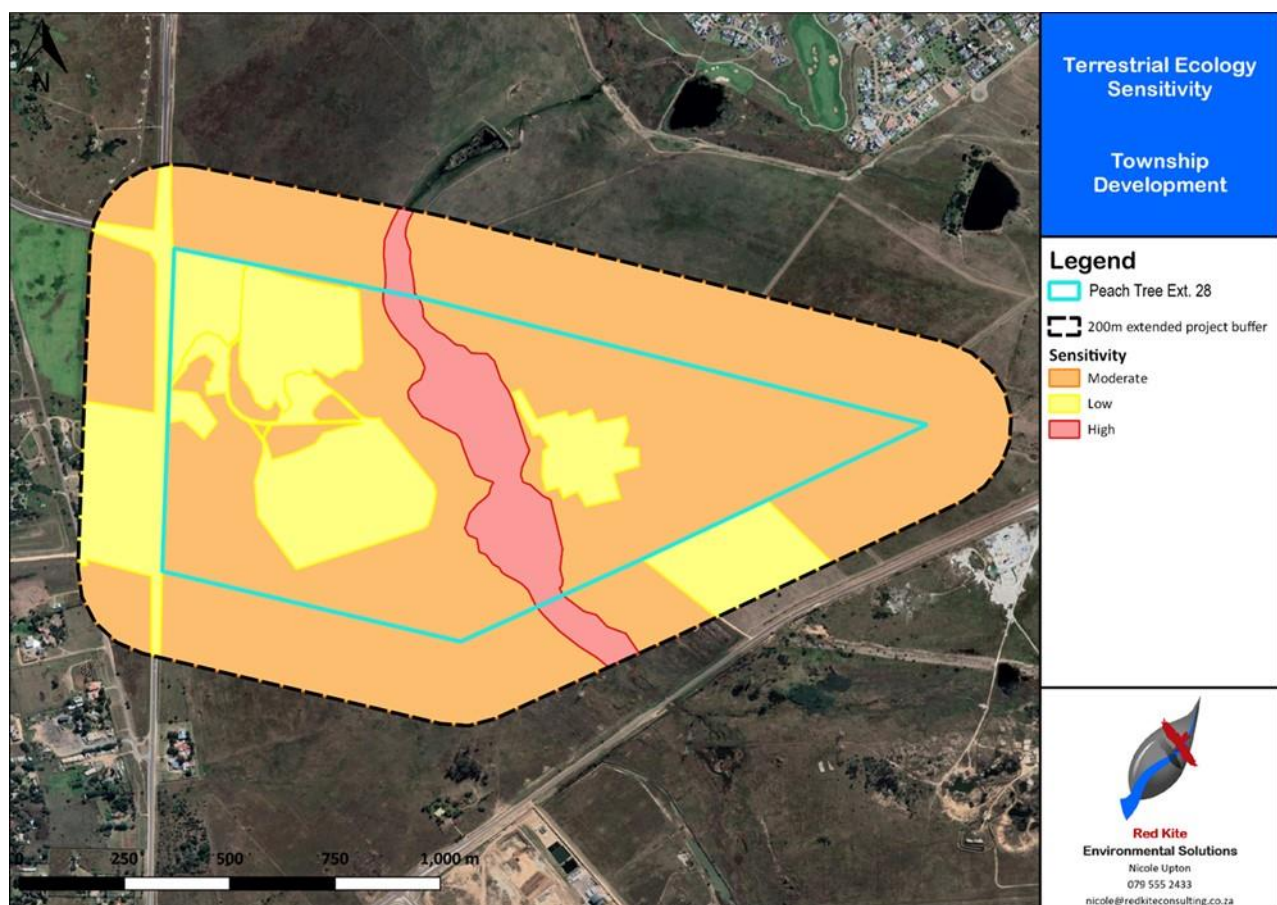 N
Terrestrial Ecology
Sensitivity
Township
Development
Legend
Peach Tree Ext. 28
200m extended project buffer
Sensitivity
Moderate
Low
High
0 250 500 750 1,000 m
Red Kite
Environmental Solutions
Nicole Upton
079 555 2433
nicole@redkiteconsulting.co.za